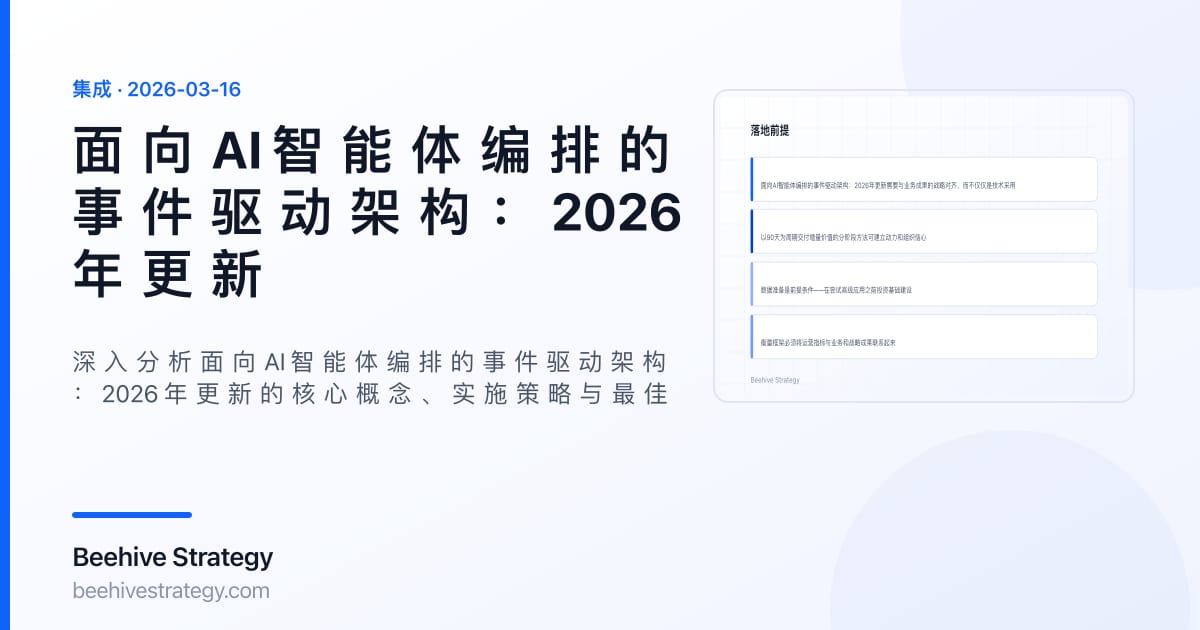 集成 · 2026-03-16
面向AI智能体编排的
事件驱动架构：2026
年更新
深入分析面向AI智能体编排的事件驱动架构
：2026年更新的核心概念、实施策略与最佳
Beehive Strategy
beehivestrategy.com
落地前提
面向AI智能体编排的事件驱动架构：2026年更新需要与业务成果的战略对齐，而不仅仅是技术采用
以90天为周期交付增量价值的分阶段方法可建立动力和组织信心
数据准备是前提条件——在尝试高级应用之前投资基础建设
衡量框架必须将运营指标与业务和战略成果联系起来
Beehive Strategy